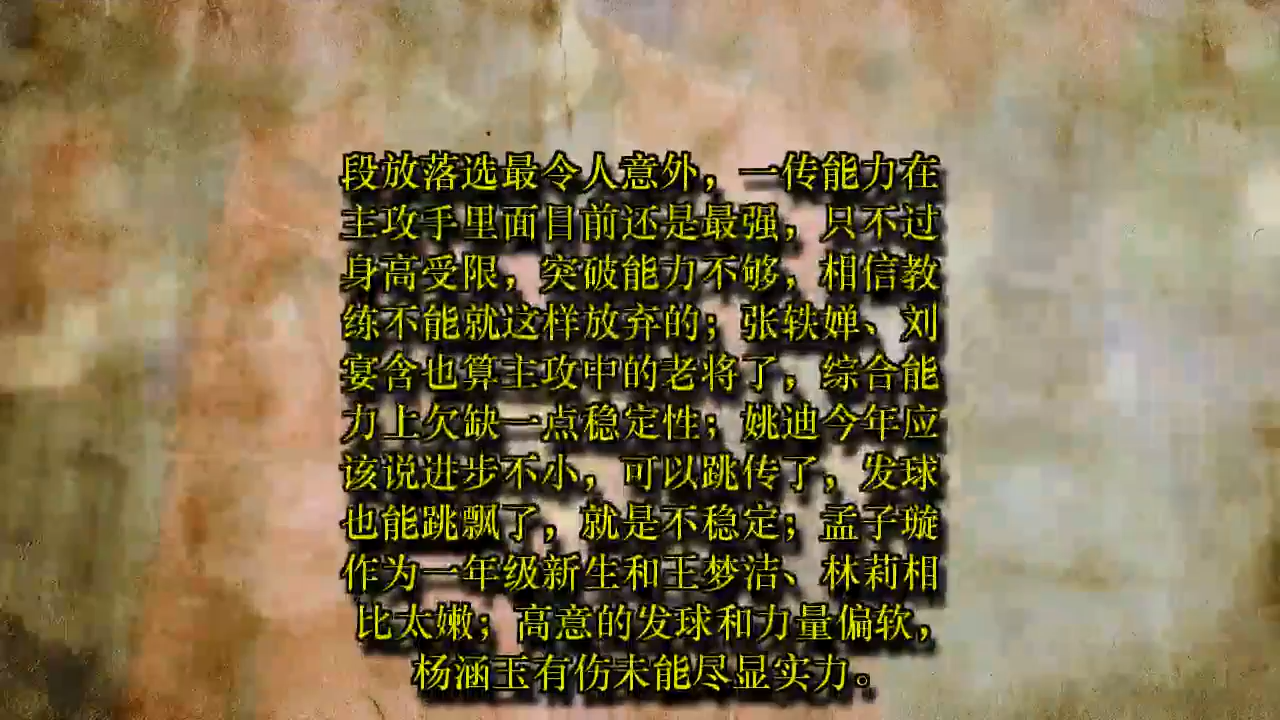 段放落选最令人意外，一传能力在
主攻手里面目前还是最强，只不过
身高受限，突破能力不够，相信教
练不能就这样放弃的；张轶婵、刘
宴含也算主攻中的老将了，综合能
力上欠缺一点稳定性；姚迪今年应
该说进步不小，可以跳传了，发球
也能跳飘了，就是不稳定；孟子璇
作为一年级新生和王梦洁、林莉相
比太嫩；高意的发球和力量偏软，
杨涵玉有伤未能尽显实力。